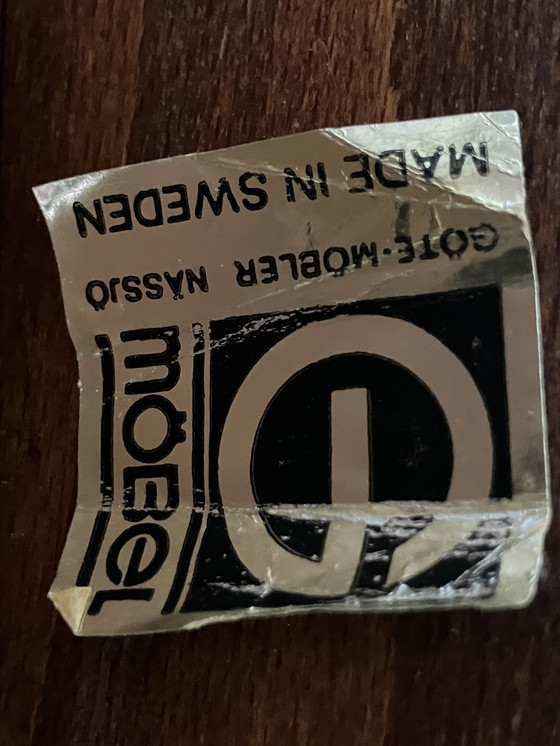 G
möbel
GÖTE-MÖBLER NÄSSJÖ
MADE IN SWEDEN